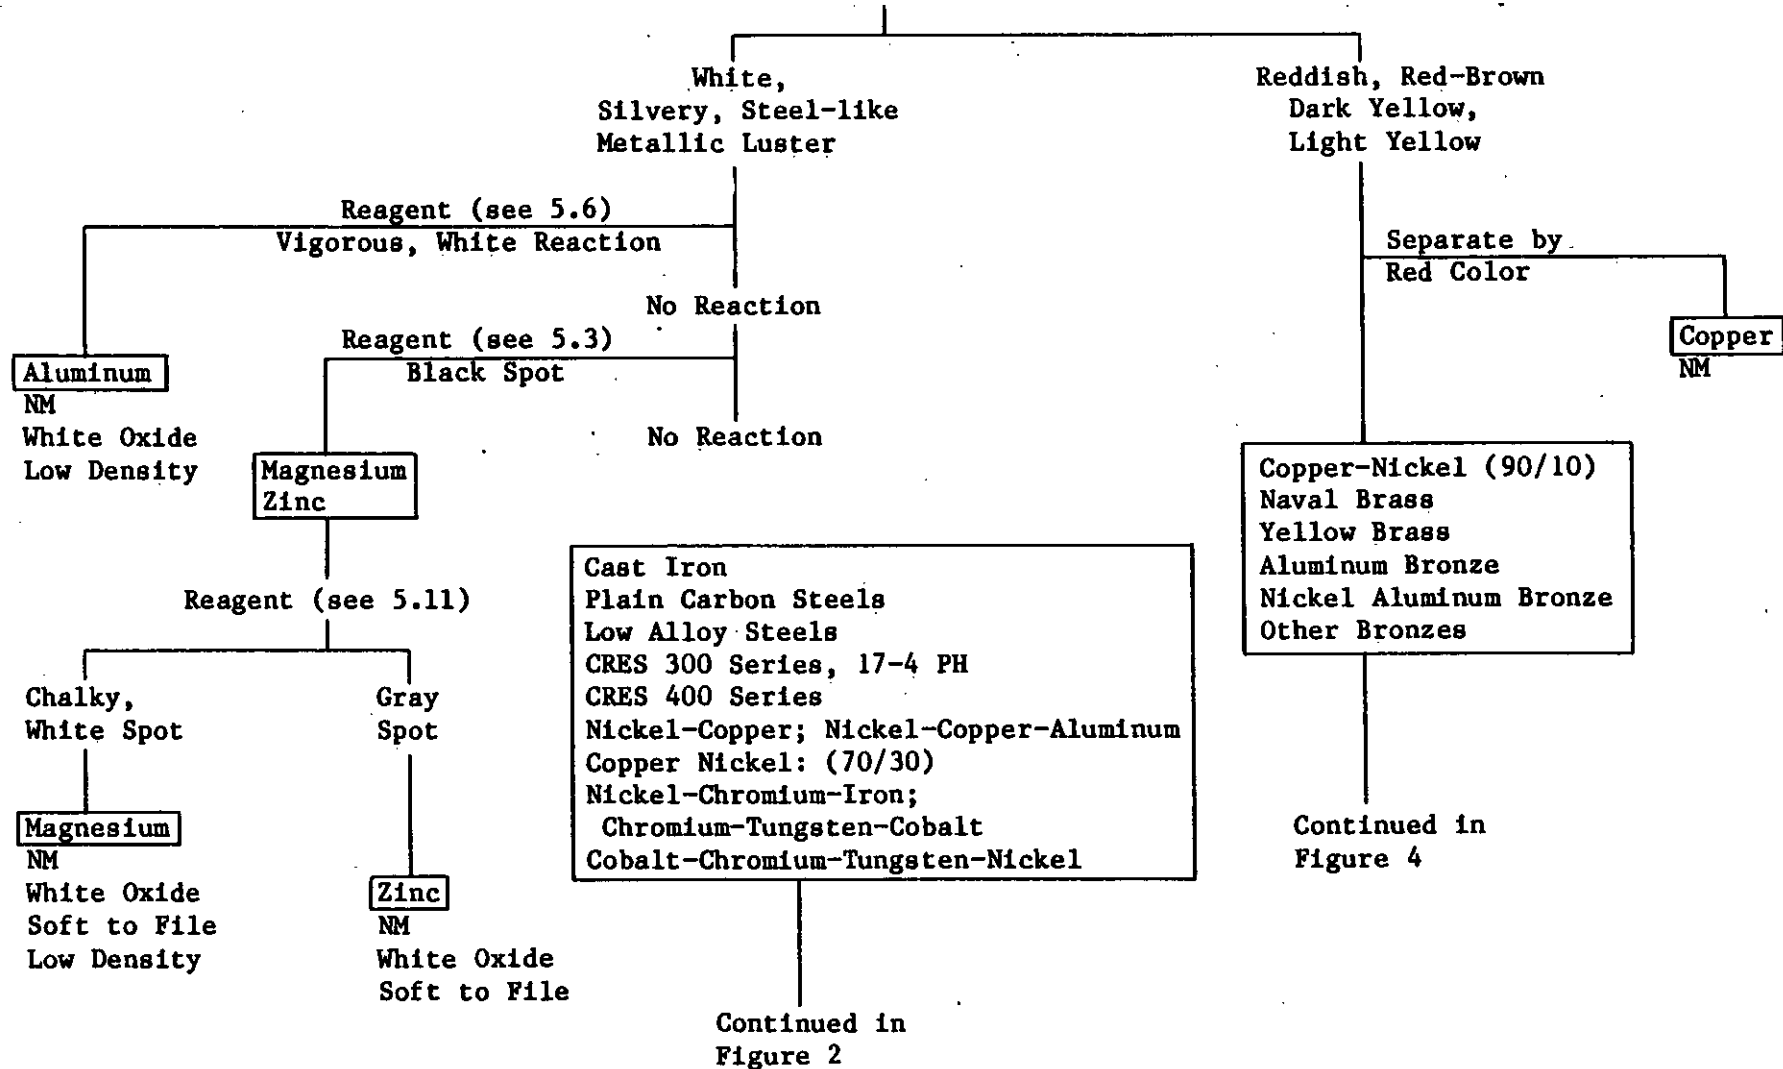 White,
Silvery, Steel-like
Metallic Luster
Reddish, Red-Brown
Dark Yellow,
Light Yellow
Reagent (see 5.6)
Vigorous, White Reaction
Separate by
Red Color
No Reaction
Copper
NM
Reagent (see 5.3)
Black Spot
Aluminum
NM
White Oxide
Low Density
No Reaction
Magnesium
Zinc
Copper-Nickel (90/10)
Naval Brass
Yellow Brass
Aluminum Bronze
Nickel Aluminum Bronze
Other Bronzes
Reagent (see 5.11)
Cast Iron
Plain Carbon Steels
Low Alloy Steels
CRES 300 Series, 17-4 PH
CRES 400 Series
Nickel-Copper; Nickel-Copper-Aluminum
Copper Nickel: (70/30)
Nickel-Chromium-Iron;
Chromium-Tungsten-Cobalt
Cobalt-Chromium-Tungsten-Nickel
Chalky,
White Spot
Gray
Spot
Magnesium
NM
White Oxide
Soft to File
Low Density
Zinc
NM
White Oxide
Soft to File
Continued in
Figure 4
Continued in
Figure 2